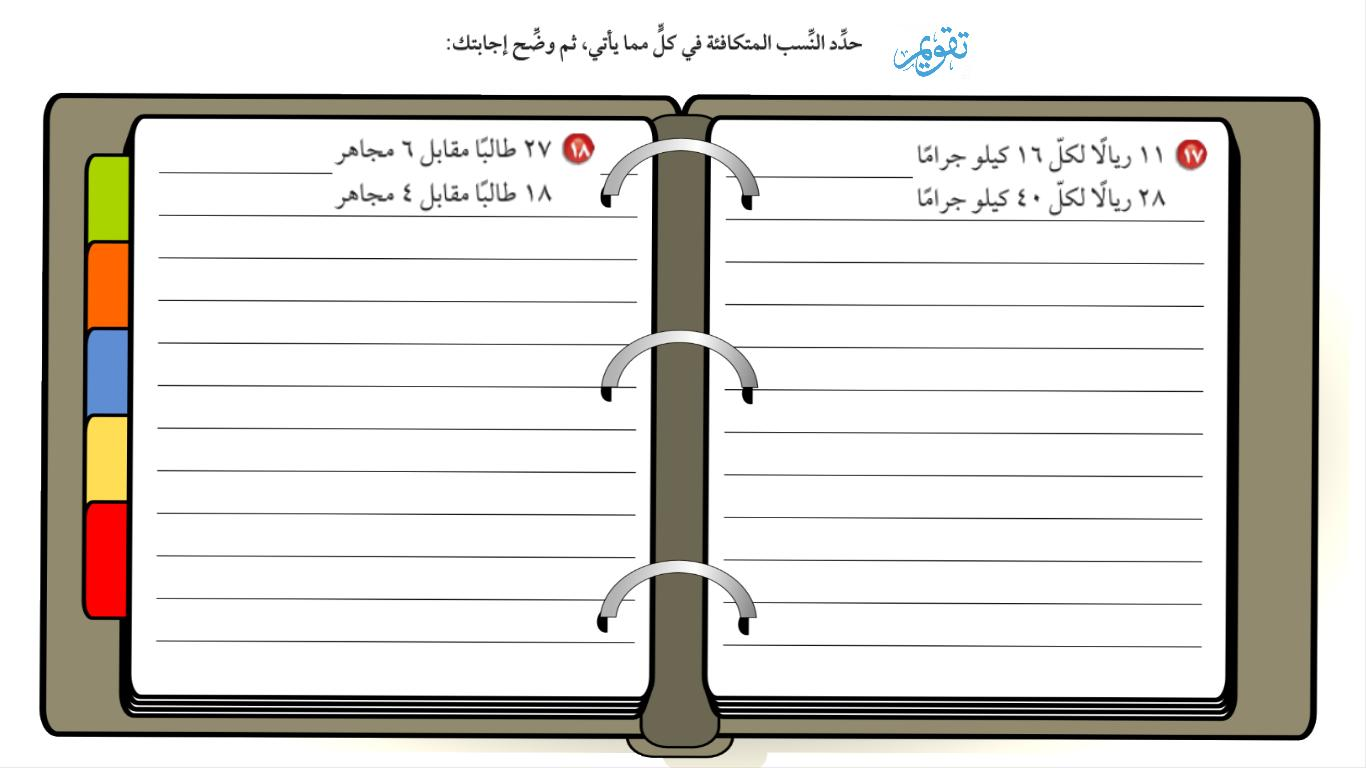 تقويم
حدِّد النِّسب المتكافئة في كلٍّ مما يأتي، ثم وضِّح إجابتك:
١٧ ١١ ريالًا لكلّ ١٦ كيلو جرامًا
٢٨ ريالًا لكلّ ٤٠ كيلو جرامًا
١٨ ٢٧ طالبًا مقابل ٦ مجاهر
١٨ طالبًا مقابل ٤ مجاهر